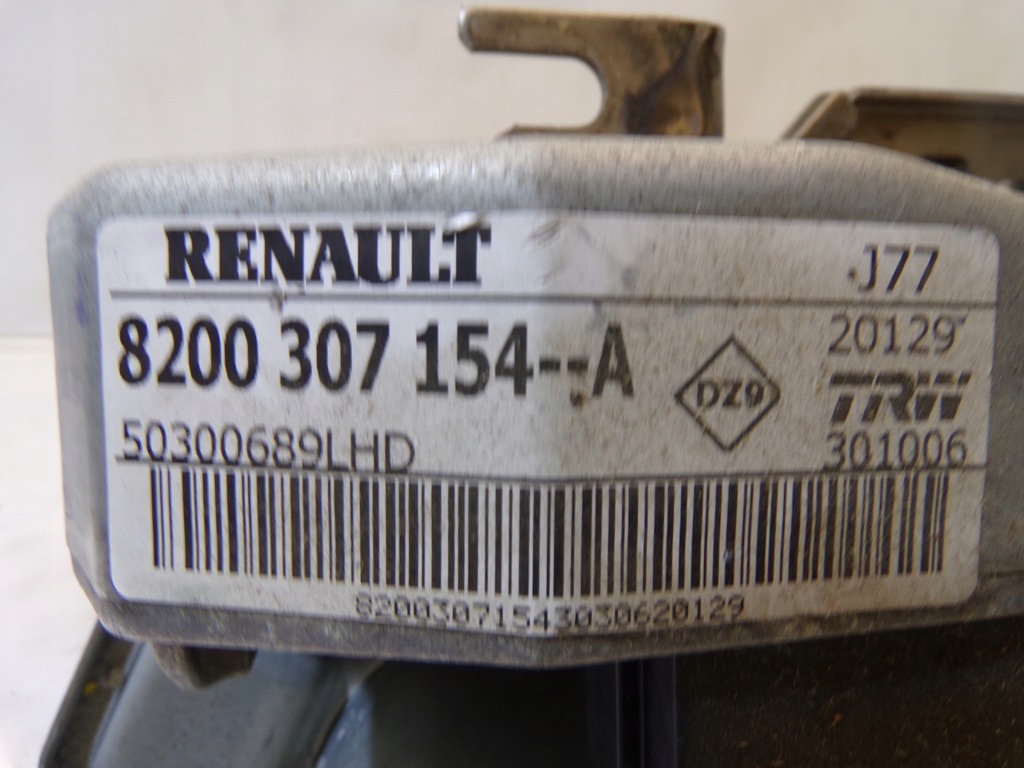 RENAULT J77
8200 307 154--A
20129
DZ9
TRW
50300689LHD
301006
82003071543030620129